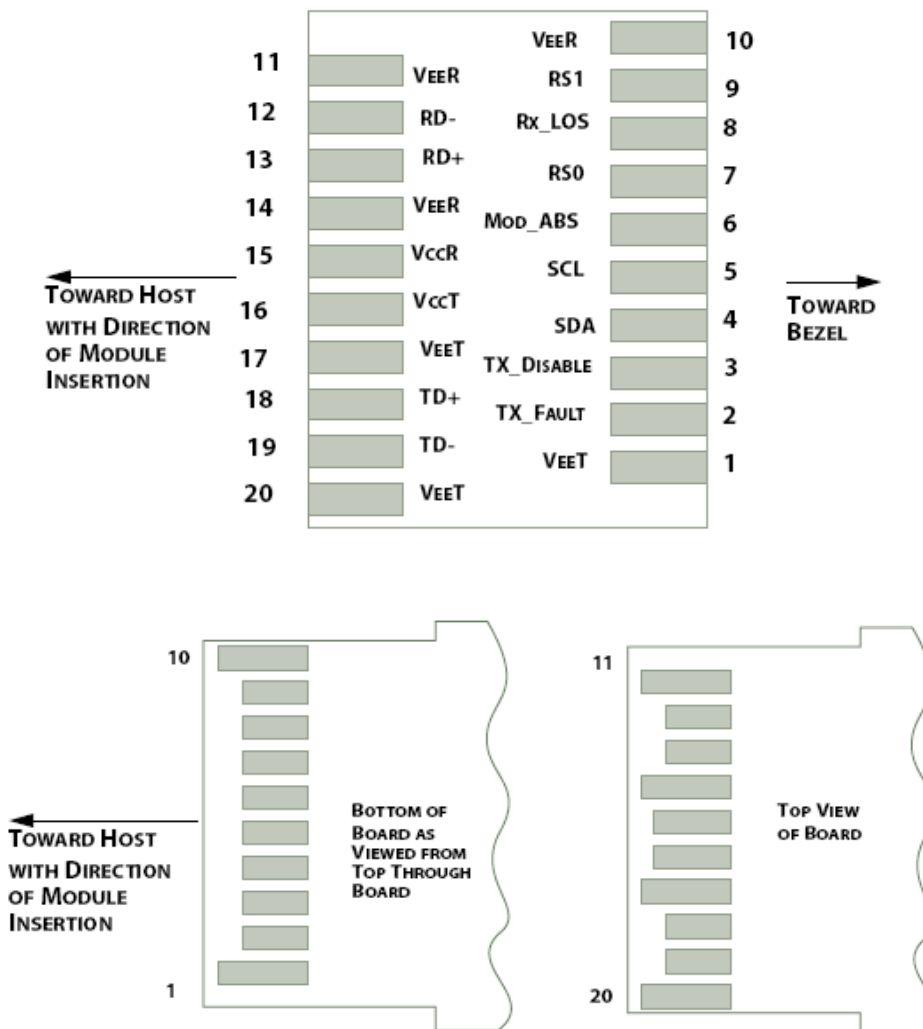 VEER 10
11 VEER
RS1 9
12 RD-
Rx_LOS 8
13 RD+
RS0 7
14 VEER
MOD_ABS 6
15 VccR
SCL 5
TOWARD HOST
WITH DIRECTION
OF MODULE
INSERTION
TOWARD
BEZEL
16 VccT
SDA 4
17 VEET
TX_DISABLE 3
18 TD+
TX_FAULT 2
19 TD-
VEET 1
20 VEET
10
1
TOWARD HOST
WITH DIRECTION
OF MODULE
INSERTION
BOTTOM OF
BOARD AS
VIEWED FROM
TOP THROUGH
BOARD
11
20
TOP VIEW
OF BOARD